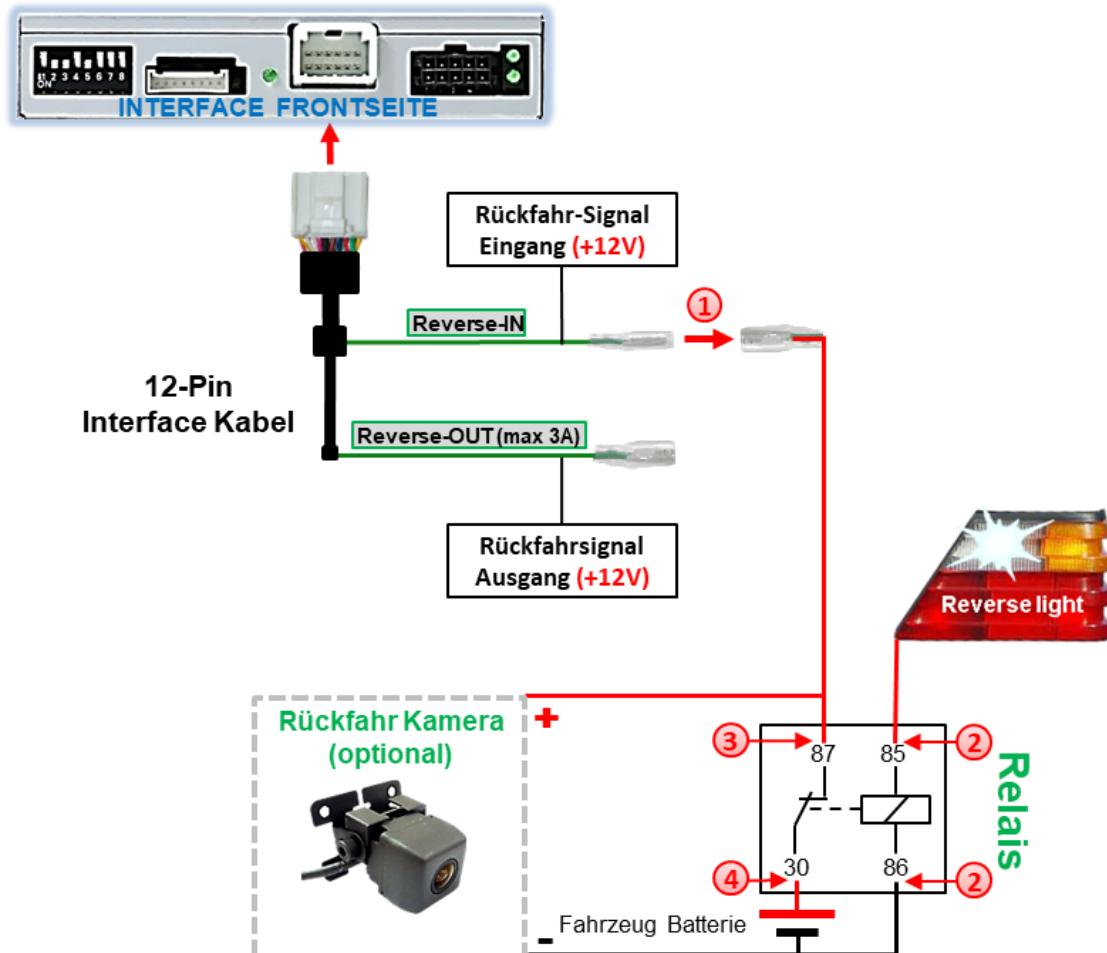 1 2 3 4 5 6 7 8
ON
INTERFACE FRONTSEITE
Rückfahr-Signal
Eingang (+12V)
Reverse-IN
1
12-Pin
Interface Kabel
Reverse-OUT (max 3A)
Rückfahrsignal
Ausgang (+12V)
Reverse light
Rückfahr Kamera
(optional)
+
3
87
85
2
Relais
4
30
86
2
- Fahrzeug Batterie